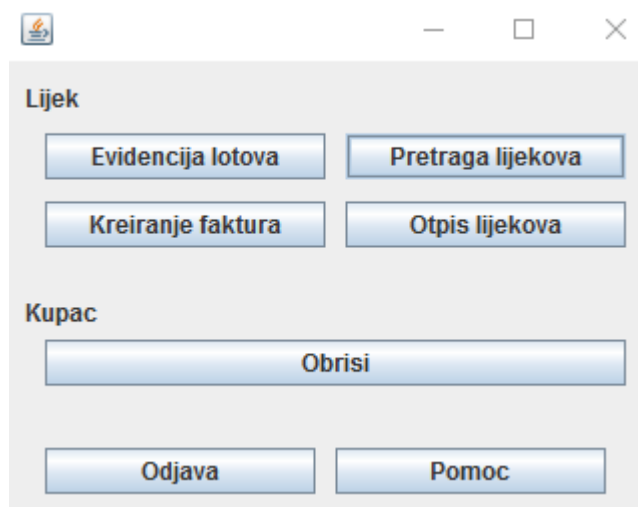 Lijek
Evidencija lotova Pretraga lijekova
Kreiranje faktura Otpis lijekova
Kupac
Obrisi
Odjava Pomoc